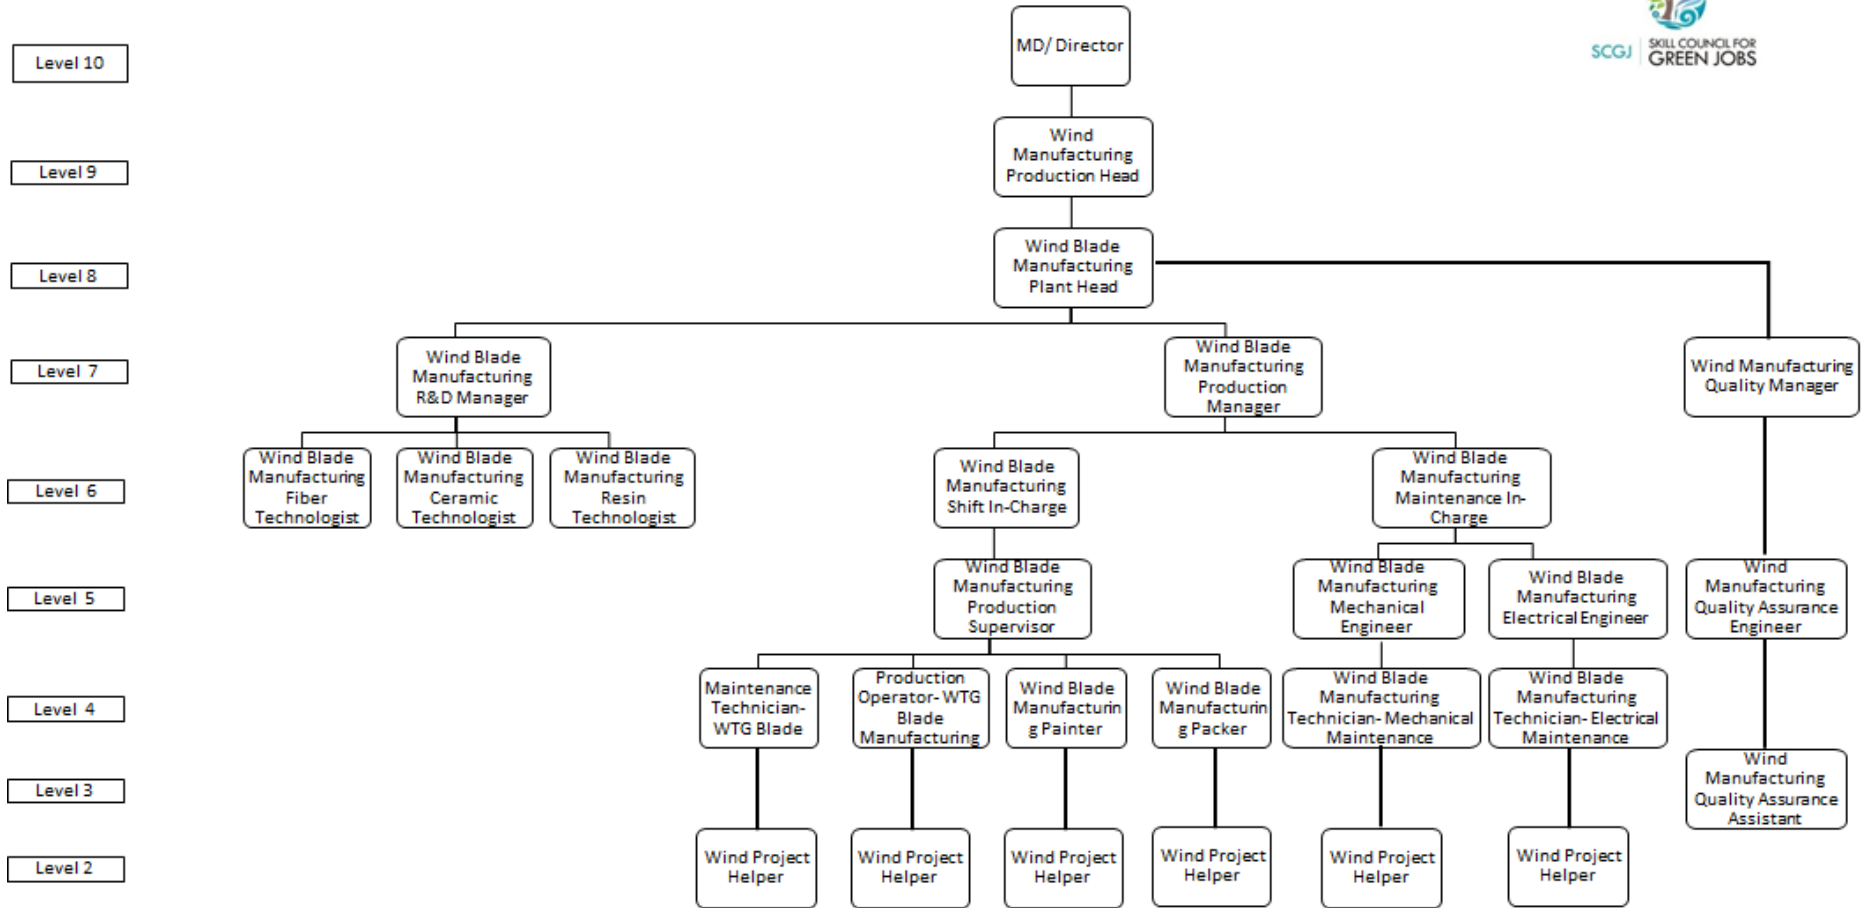 SCGJ
SKILL COUNCIL FOR
GREEN JOBS
Level 10
MD/ Director
Level 9
Wind
Manufacturing
Production Head
Level 8
Wind Blade
Manufacturing
Plant Head
Level 7
Wind Blade
Manufacturing
R&D Manager
Wind Blade
Manufacturing
Production
Manager
Wind Manufacturing
Quality Manager
Level 6
Wind Blade
Manufacturing
Fiber
Technologist
Wind Blade
Manufacturing
Ceramic
Technologist
Wind Blade
Manufacturing
Resin
Technologist
Wind Blade
Manufacturing
Shift In-Charge
Wind Blade
Manufacturing
Maintenance In-
Charge
Level 5
Wind Blade
Manufacturing
Production
Supervisor
Wind Blade
Manufacturing
Mechanical
Engineer
Wind Blade
Manufacturing
Electrical Engineer
Wind
Manufacturing
Quality Assurance
Engineer
Level 4
Maintenance
Technician-
WTG Blade
Production
Operator- WTG
Blade
Manufacturing
Wind Blade
Manufacturin
g Painter
Wind Blade
Manufacturin
g Packer
Wind Blade
Manufacturing
Technician- Mechanical
Maintenance
Wind Blade
Manufacturing
Technician- Electrical
Maintenance
Level 3
Wind
Manufacturing
Quality Assurance
Assistant
Level 2
Wind Project
Helper
Wind Project
Helper
Wind Project
Helper
Wind Project
Helper
Wind Project
Helper
Wind Project
Helper